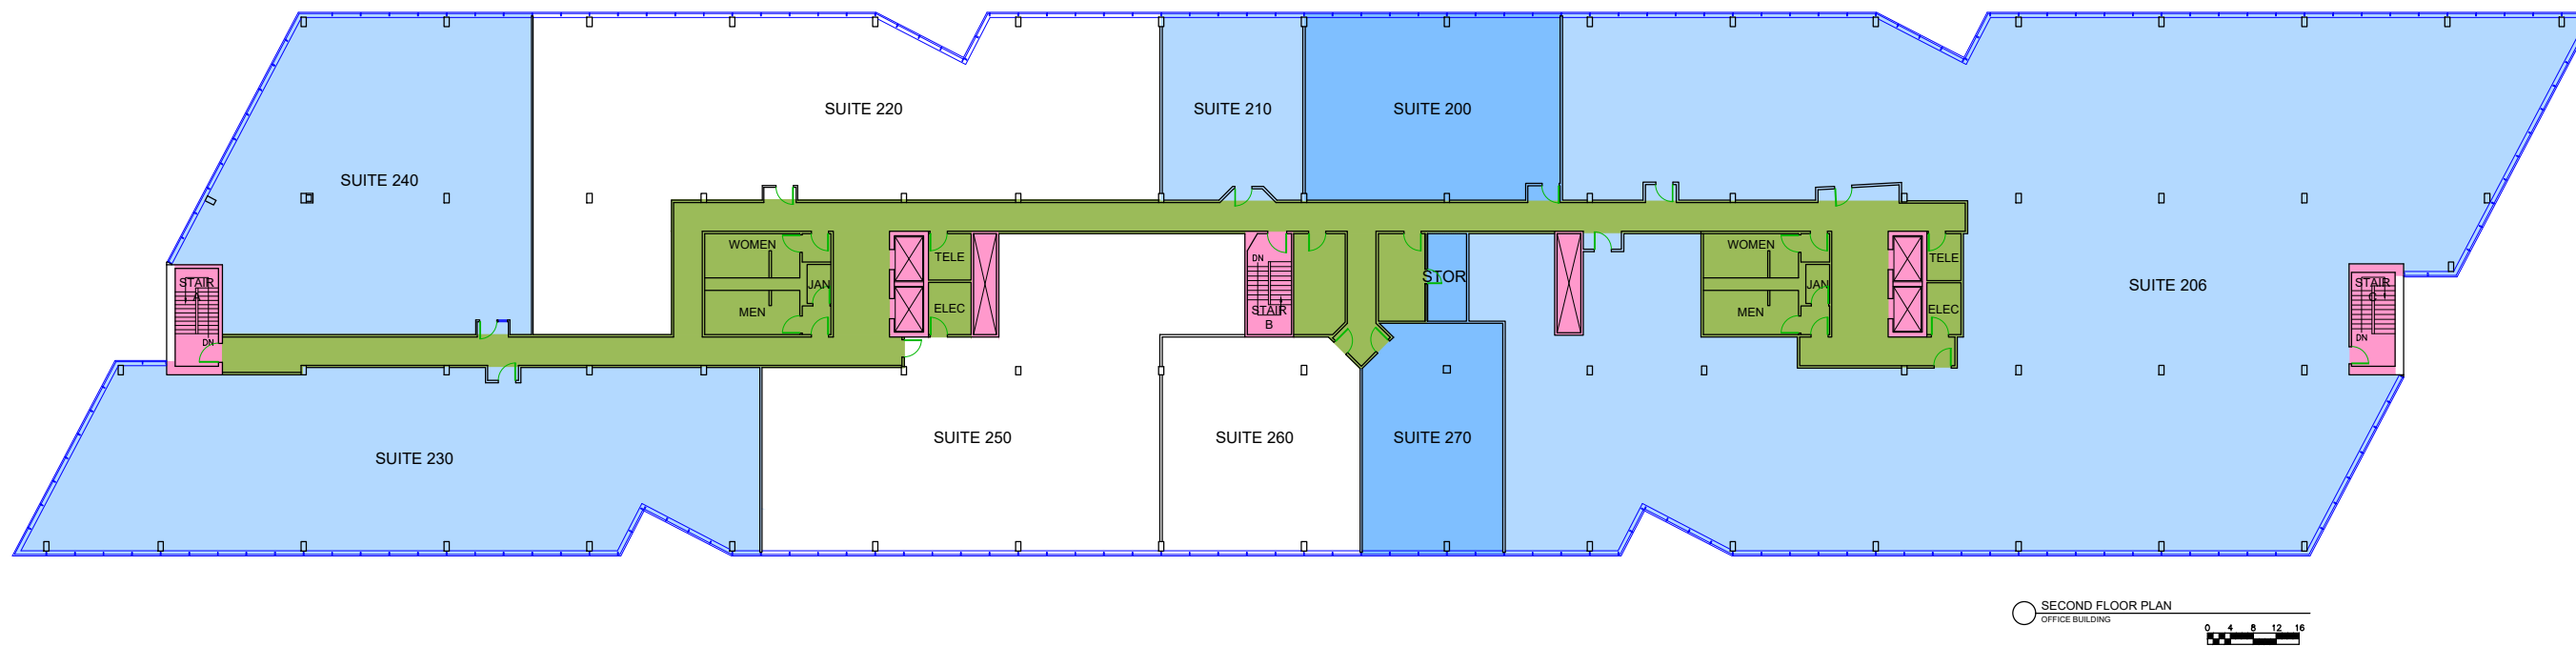 SUITE 220
SUITE 210
SUITE 200
SUITE 240
WOMEN
TELE
JAN
MEN
ELEC
DN
STAIR
B
STOR
WOMEN
TELE
JAN
MEN
ELEC
SUITE 206
STAIR
A
DN
STAIR
C
DN
SUITE 230
SUITE 250
SUITE 260
SUITE 270
SECOND FLOOR PLAN
OFFICE BUILDING
0 4 8 12 16